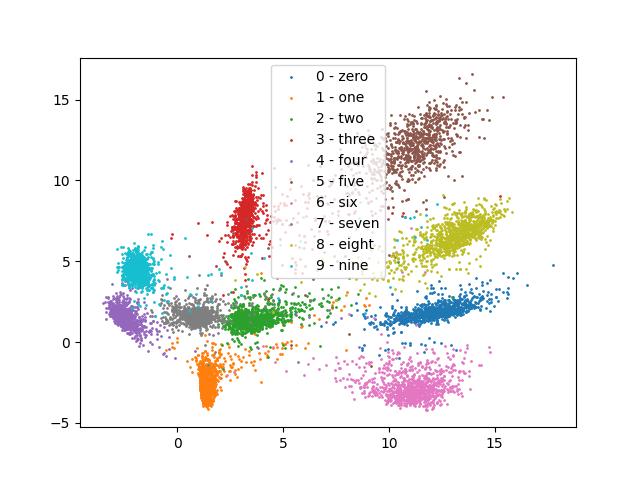 0 - zero
1 - one
2 - two
3 - three
4 - four
5 - five
6 - six
7 - seven
8 - eight
9 - nine
15
10
5
0
−5
0
5
10
15